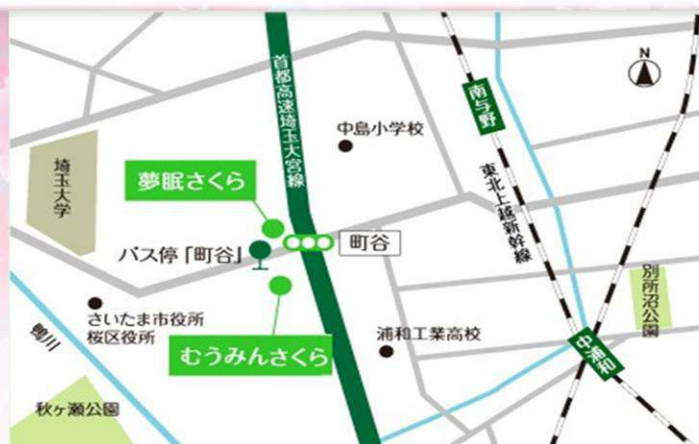 首都高速埼玉大宮線
N
南与野
中島小学校
埼玉大学
夢眠さくら
東北上越新幹線
バス停「町谷」
町谷
別所沼公園
さいたま市役所
桜区役所
鴨川
むうみんさくら
浦和工業高校
中浦和
秋ヶ瀬公園